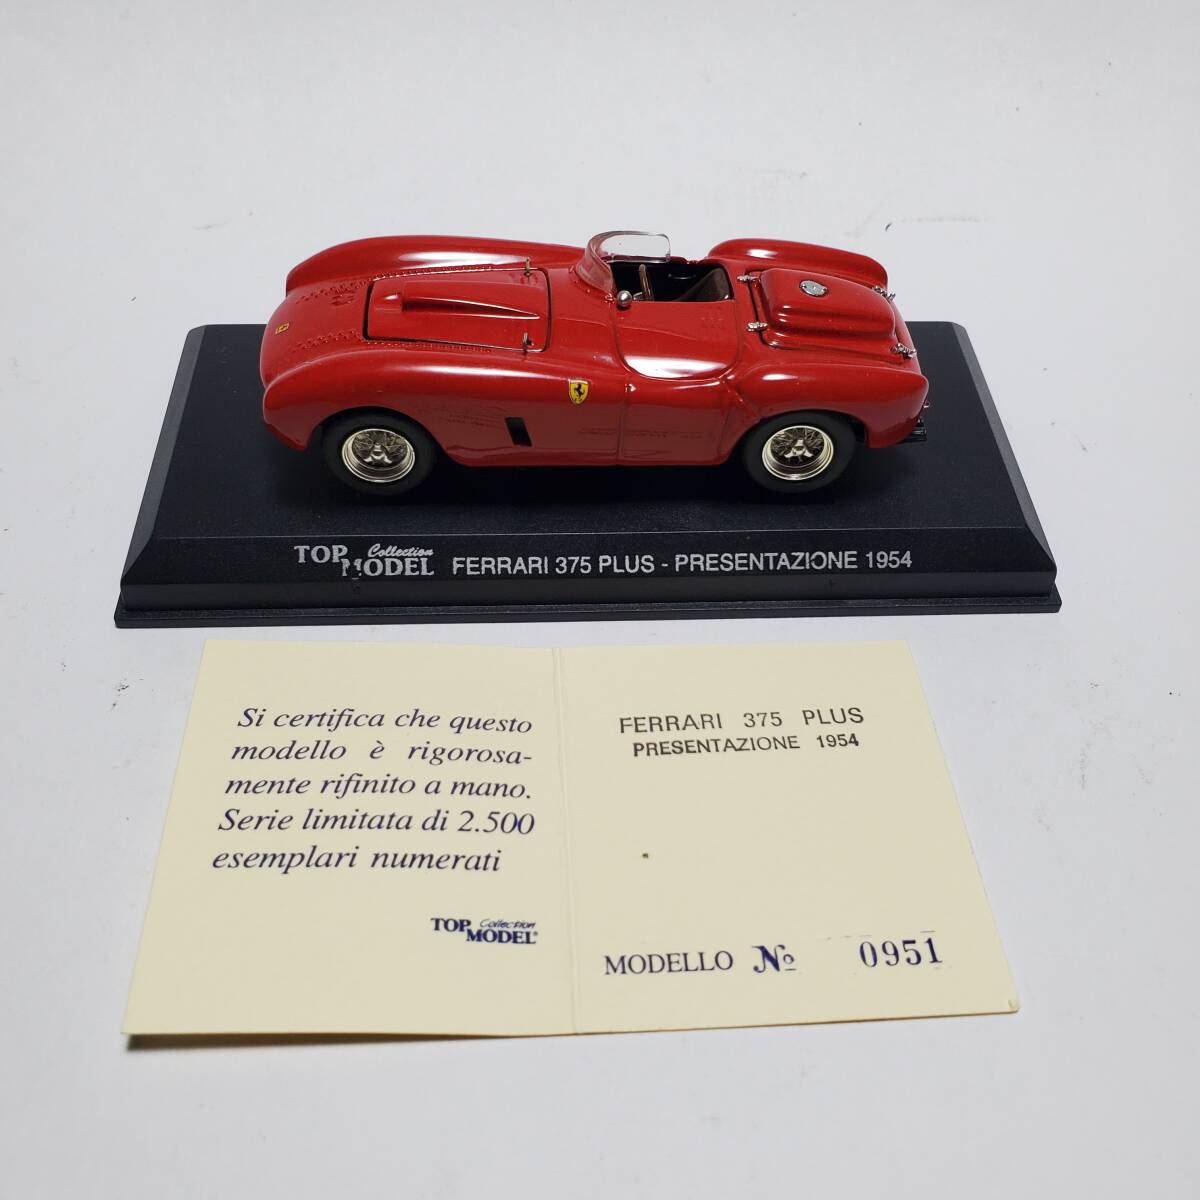 TOP Collection MODEL FERRARI 375 PLUS - PRESENTAZIONE 1954
Si certifica che questo
modello è rigorosa-
mente rifinito a mano.
Serie limitata di 2.500
esemplari numerati
TOP Collection
MODEL®
FERRARI 375 PLUS
PRESENTAZIONE 1954
MODELLO № 0951